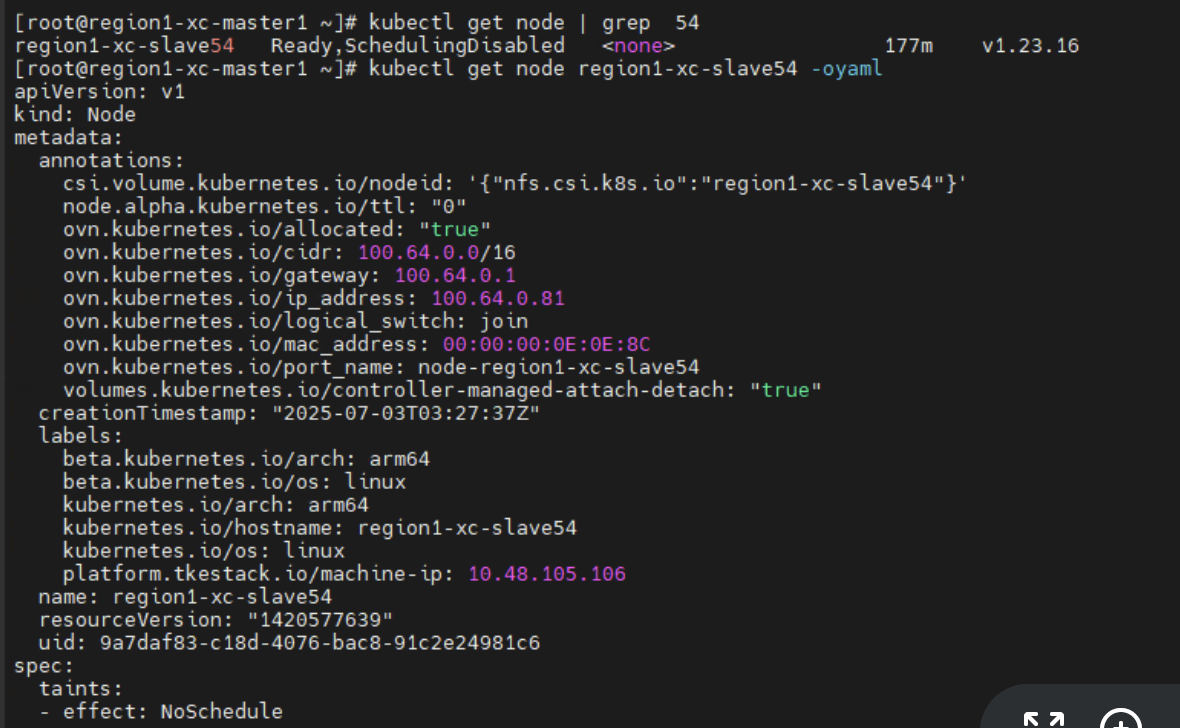 [root@region1-xc-master1 ~]# kubectl get node | grep  54
region1-xc-slave54   Ready,SchedulingDisabled   <none>                 177m    v1.23.16
[root@region1-xc-master1 ~]# kubectl get node region1-xc-slave54 -oyaml
apiVersion: v1
kind: Node
metadata:
  annotations:
    csi.volume.kubernetes.io/nodeid: '{"nfs.csi.k8s.io":"region1-xc-slave54"}'
    node.alpha.kubernetes.io/ttl: "0"
    ovn.kubernetes.io/allocated: "true"
    ovn.kubernetes.io/cidr: 100.64.0.0/16
    ovn.kubernetes.io/gateway: 100.64.0.1
    ovn.kubernetes.io/ip_address: 100.64.0.81
    ovn.kubernetes.io/logical_switch: join
    ovn.kubernetes.io/mac_address: 00:00:00:0E:0E:8C
    ovn.kubernetes.io/port_name: node-region1-xc-slave54
    volumes.kubernetes.io/controller-managed-attach-detach: "true"
  creationTimestamp: "2025-07-03T03:27:37Z"
  labels:
    beta.kubernetes.io/arch: arm64
    beta.kubernetes.io/os: linux
    kubernetes.io/arch: arm64
    kubernetes.io/hostname: region1-xc-slave54
    kubernetes.io/os: linux
    platform.tkestack.io/machine-ip: 10.48.105.106
  name: region1-xc-slave54
  resourceVersion: "1420577639"
  uid: 9a7daf83-c18d-4076-bac8-91c2e24981c6
spec:
  taints:
  - effect: NoSchedule